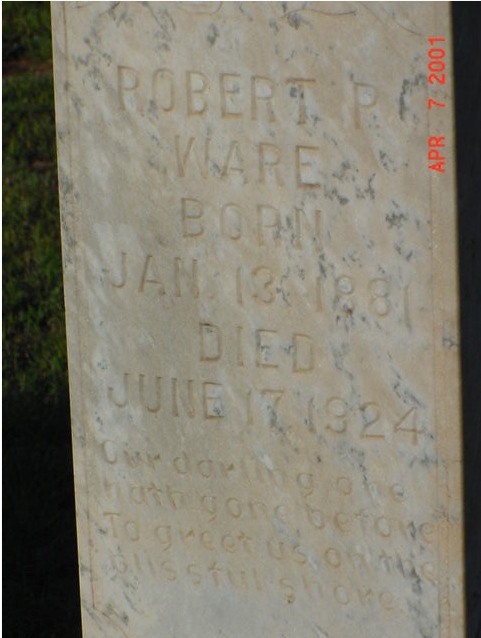 ROBERT P.
WARE
BORN
JAN. 13, 1881
DIED
JUNE 17, 1924
Our darling one
hath gone before
To greet us on the
blissful shore.
APR 7 2001